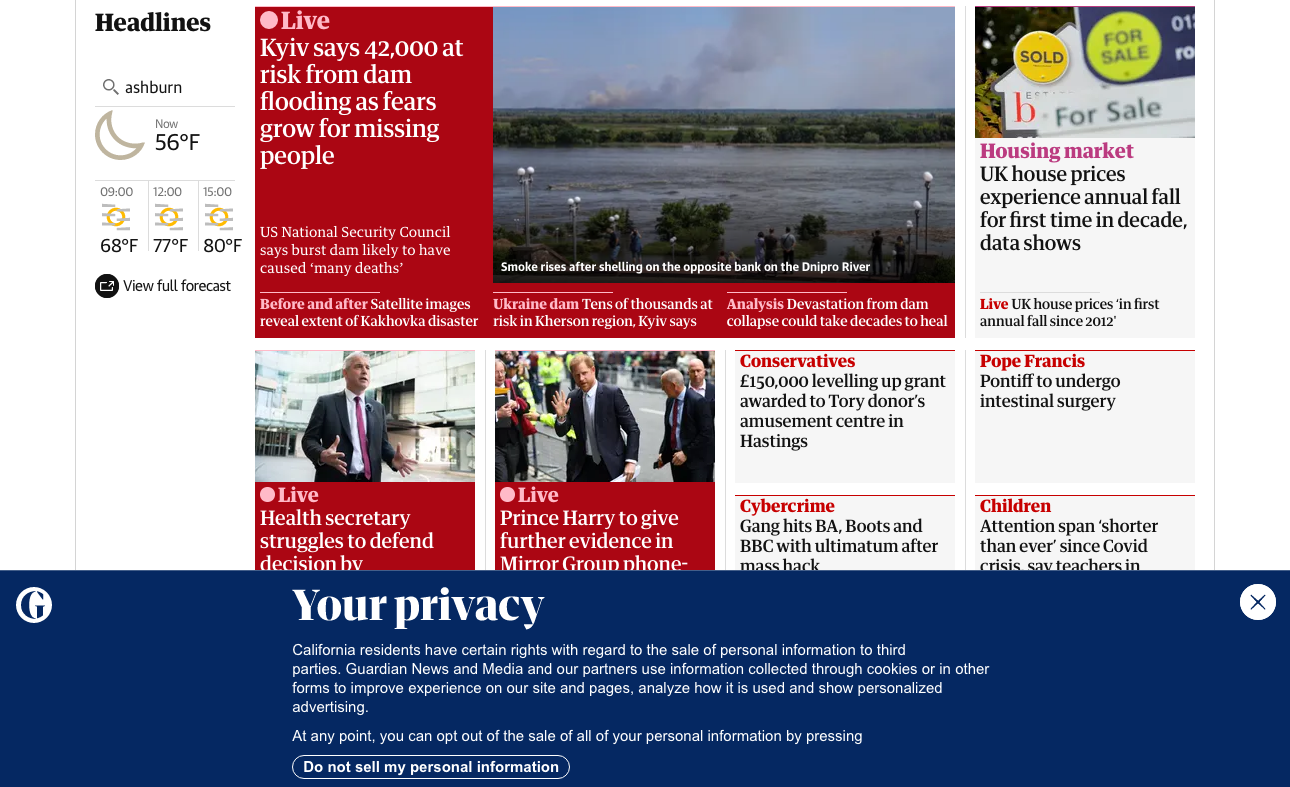 Headlines
ashburn
Now
56°F
09:00
12:00
15:00
68°F
77°F
80°F
View full forecast
Live
Kyiv says 42,000 at
risk from dam
flooding as fears
grow for missing
people
US National Security Council
says burst dam likely to have
caused ‘many deaths’
Smoke rises after shelling on the opposite bank on the Dnipro River
Before and after Satellite images
reveal extent of Kakhovka disaster
Ukraine dam Tens of thousands at
risk in Kherson region, Kyiv says
Analysis Devastation from dam
collapse could take decades to heal
SOLD
FOR
SALE
b
For Sale
Housing market
UK house prices
experience annual fall
for first time in decade,
data shows
Live UK house prices ‘in first
annual fall since 2012’
Live
Health secretary
struggles to defend
decision by
Live
Prince Harry to give
further evidence in
Mirror Group phone-
Conservatives
£150,000 levelling up grant
awarded to Tory donor’s
amusement centre in
Hastings
Pope Francis
Pontiff to undergo
intestinal surgery
Cybercrime
Gang hits BA, Boots and
BBC with ultimatum after
mass hack
Children
Attention span ‘shorter
than ever’ since Covid
crisis, say teachers in
Your privacy
California residents have certain rights with regard to the sale of personal information to third
parties. Guardian News and Media and our partners use information collected through cookies or in other
forms to improve experience on our site and pages, analyze how it is used and show personalized
advertising.
At any point, you can opt out of the sale of all of your personal information by pressing
Do not sell my personal information